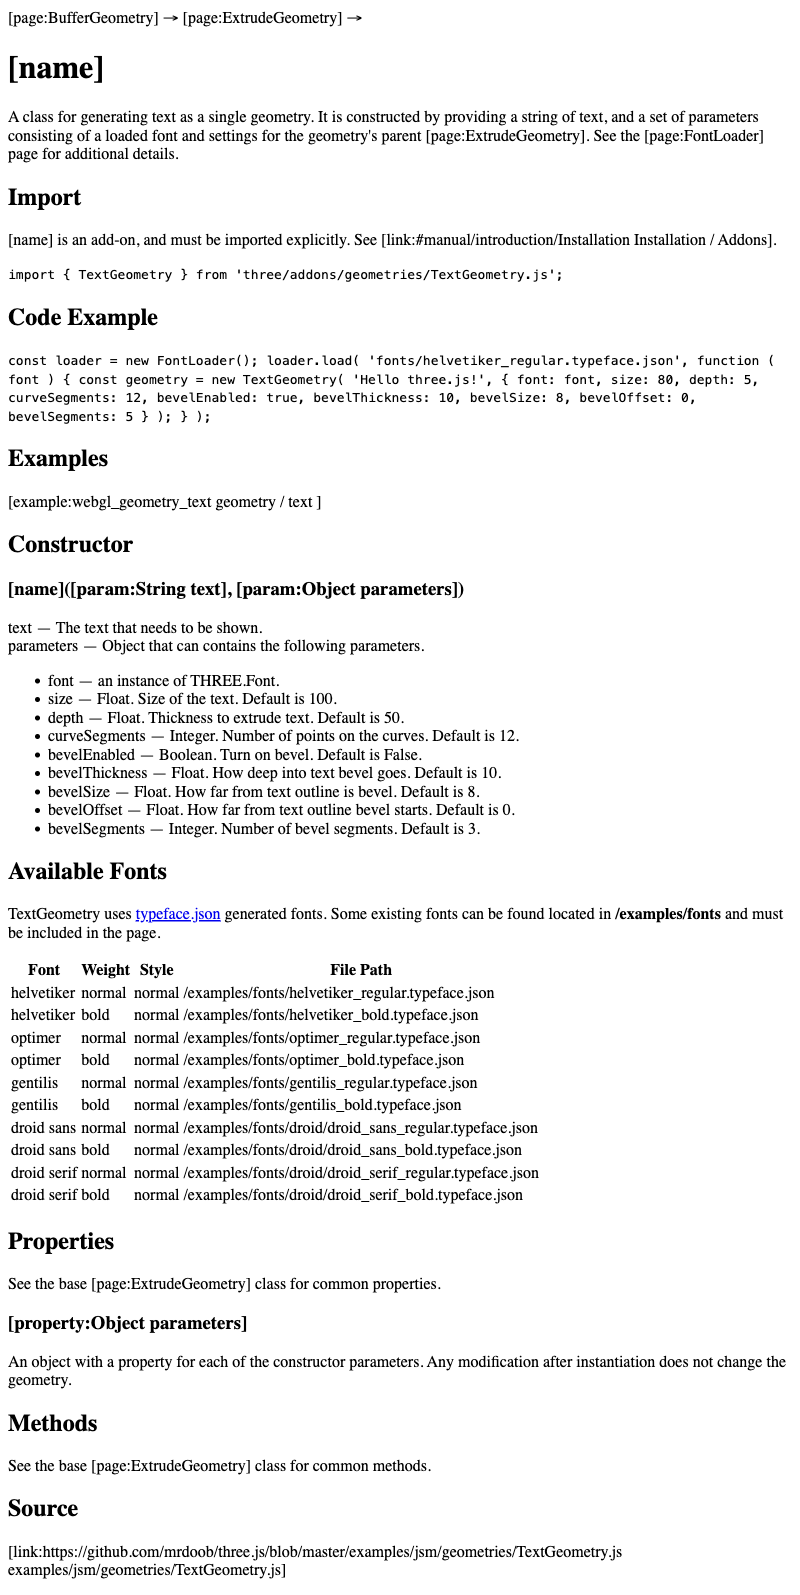 [page:BufferGeometry] → [page:ExtrudeGeometry] →
[name]
A class for generating text as a single geometry. It is constructed by providing a string of text, and a set of parameters
consisting of a loaded font and settings for the geometry's parent [page:ExtrudeGeometry]. See the [page:FontLoader]
page for additional details.
Import
[name] is an add-on, and must be imported explicitly. See [link:#manual/introduction/Installation Installation / Addons].
import { TextGeometry } from 'three/addons/geometries/TextGeometry.js';
Code Example
const loader = new FontLoader(); loader.load( 'fonts/helvetiker_regular.typeface.json', function (
font ) { const geometry = new TextGeometry( 'Hello three.js!', { font: font, size: 80, depth: 5,
curveSegments: 12, bevelEnabled: true, bevelThickness: 10, bevelSize: 8, bevelOffset: 0,
bevelSegments: 5 } ); } );
Examples
[example:webgl_geometry_text geometry / text ]
Constructor
[name]([param:String text], [param:Object parameters])
text — The text that needs to be shown.
parameters — Object that can contains the following parameters.
• font — an instance of THREE.Font.
• size — Float. Size of the text. Default is 100.
• depth — Float. Thickness to extrude text. Default is 50.
• curveSegments — Integer. Number of points on the curves. Default is 12.
• bevelEnabled — Boolean. Turn on bevel. Default is False.
• bevelThickness — Float. How deep into text bevel goes. Default is 10.
• bevelSize — Float. How far from text outline is bevel. Default is 8.
• bevelOffset — Float. How far from text outline bevel starts. Default is 0.
• bevelSegments — Integer. Number of bevel segments. Default is 3.
Available Fonts
TextGeometry uses typeface.json generated fonts. Some existing fonts can be found located in /examples/fonts and must
be included in the page.
Font Weight Style File Path
helvetiker normal normal /examples/fonts/helvetiker_regular.typeface.json
helvetiker bold normal /examples/fonts/helvetiker_bold.typeface.json
optimer normal normal /examples/fonts/optimer_regular.typeface.json
optimer bold normal /examples/fonts/optimer_bold.typeface.json
gentilis normal normal /examples/fonts/gentilis_regular.typeface.json
gentilis bold normal /examples/fonts/gentilis_bold.typeface.json
droid sans normal normal /examples/fonts/droid/droid_sans_regular.typeface.json
droid sans bold normal /examples/fonts/droid/droid_sans_bold.typeface.json
droid serif normal normal /examples/fonts/droid/droid_serif_regular.typeface.json
droid serif bold normal /examples/fonts/droid/droid_serif_bold.typeface.json
Properties
See the base [page:ExtrudeGeometry] class for common properties.
[property:Object parameters]
An object with a property for each of the constructor parameters. Any modification after instantiation does not change the
geometry.
Methods
See the base [page:ExtrudeGeometry] class for common methods.
Source
[link:https://github.com/mrdoob/three.js/blob/master/examples/jsm/geometries/TextGeometry.js
examples/jsm/geometries/TextGeometry.js]